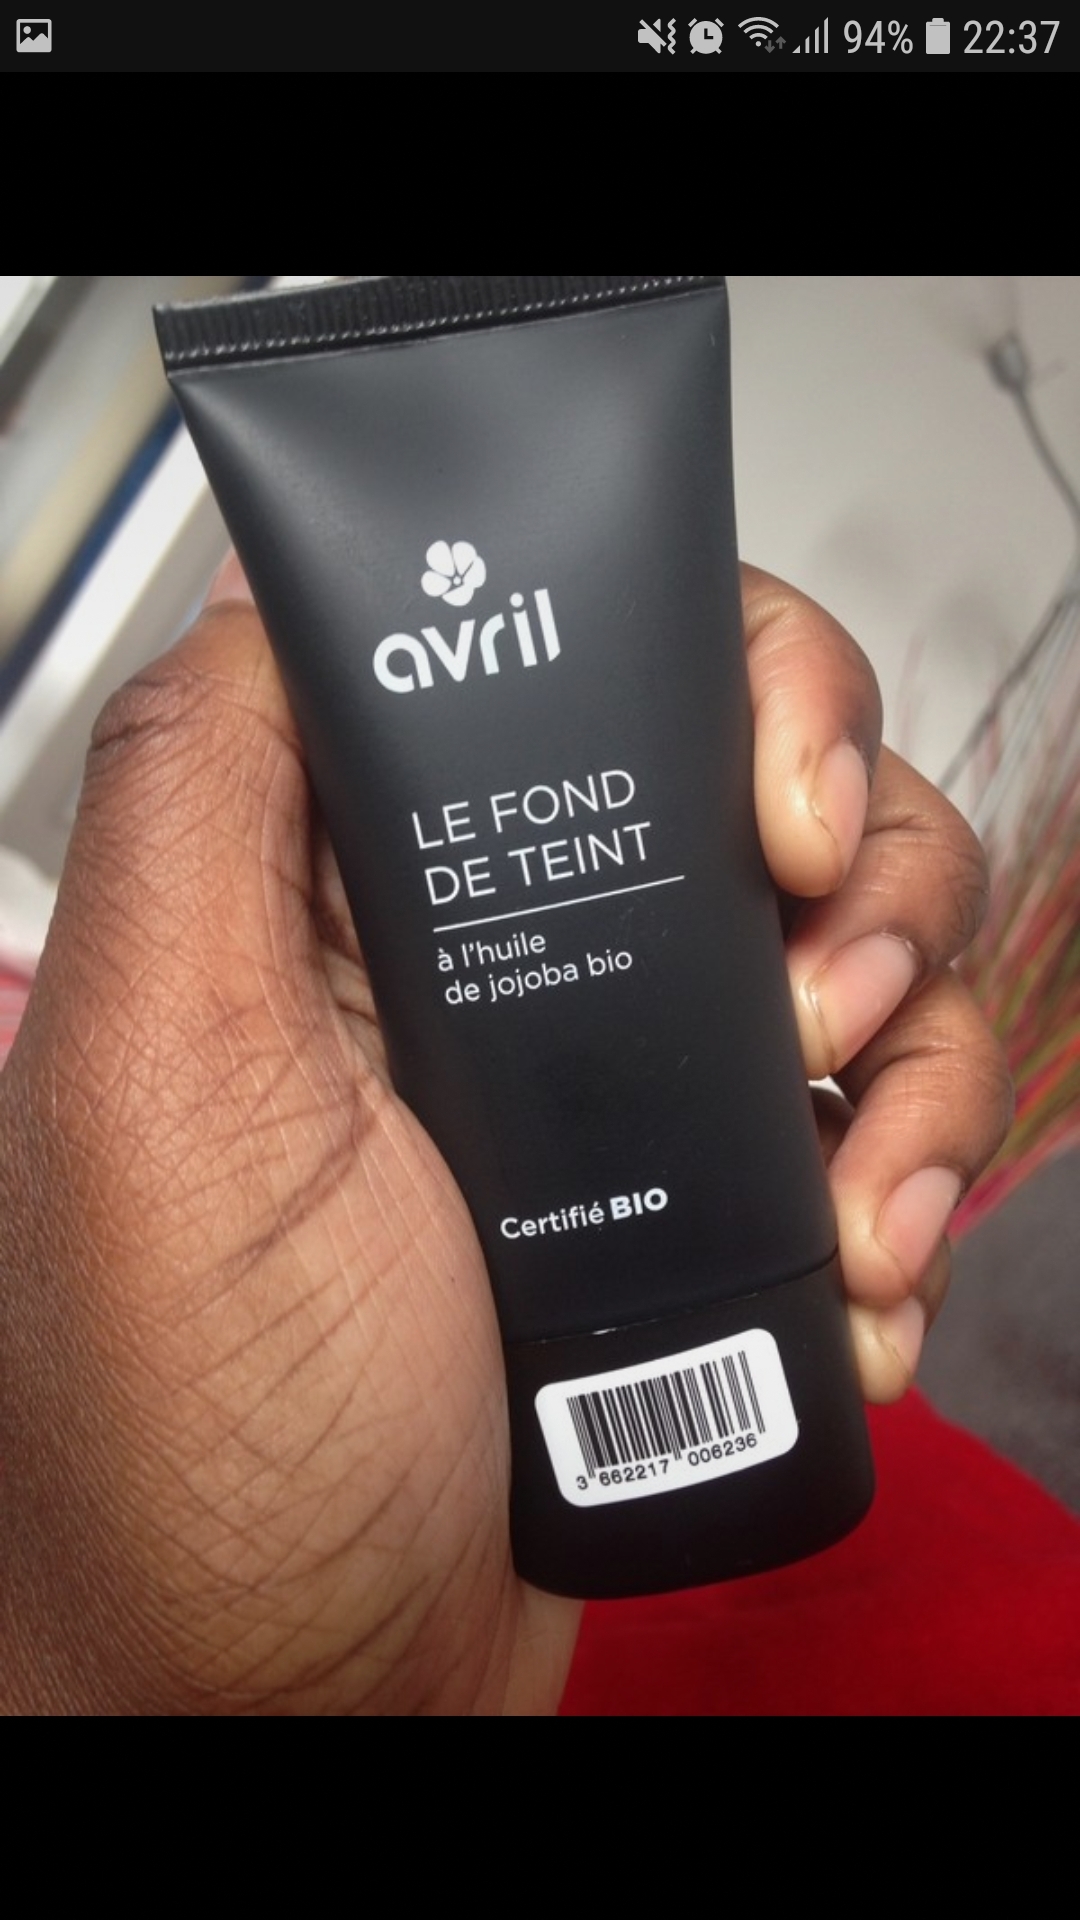 94% 22:37
avril
LE FOND
DE TEINT
à l'huile
de jojoba bio
Certifié BIO
3 662217 006236